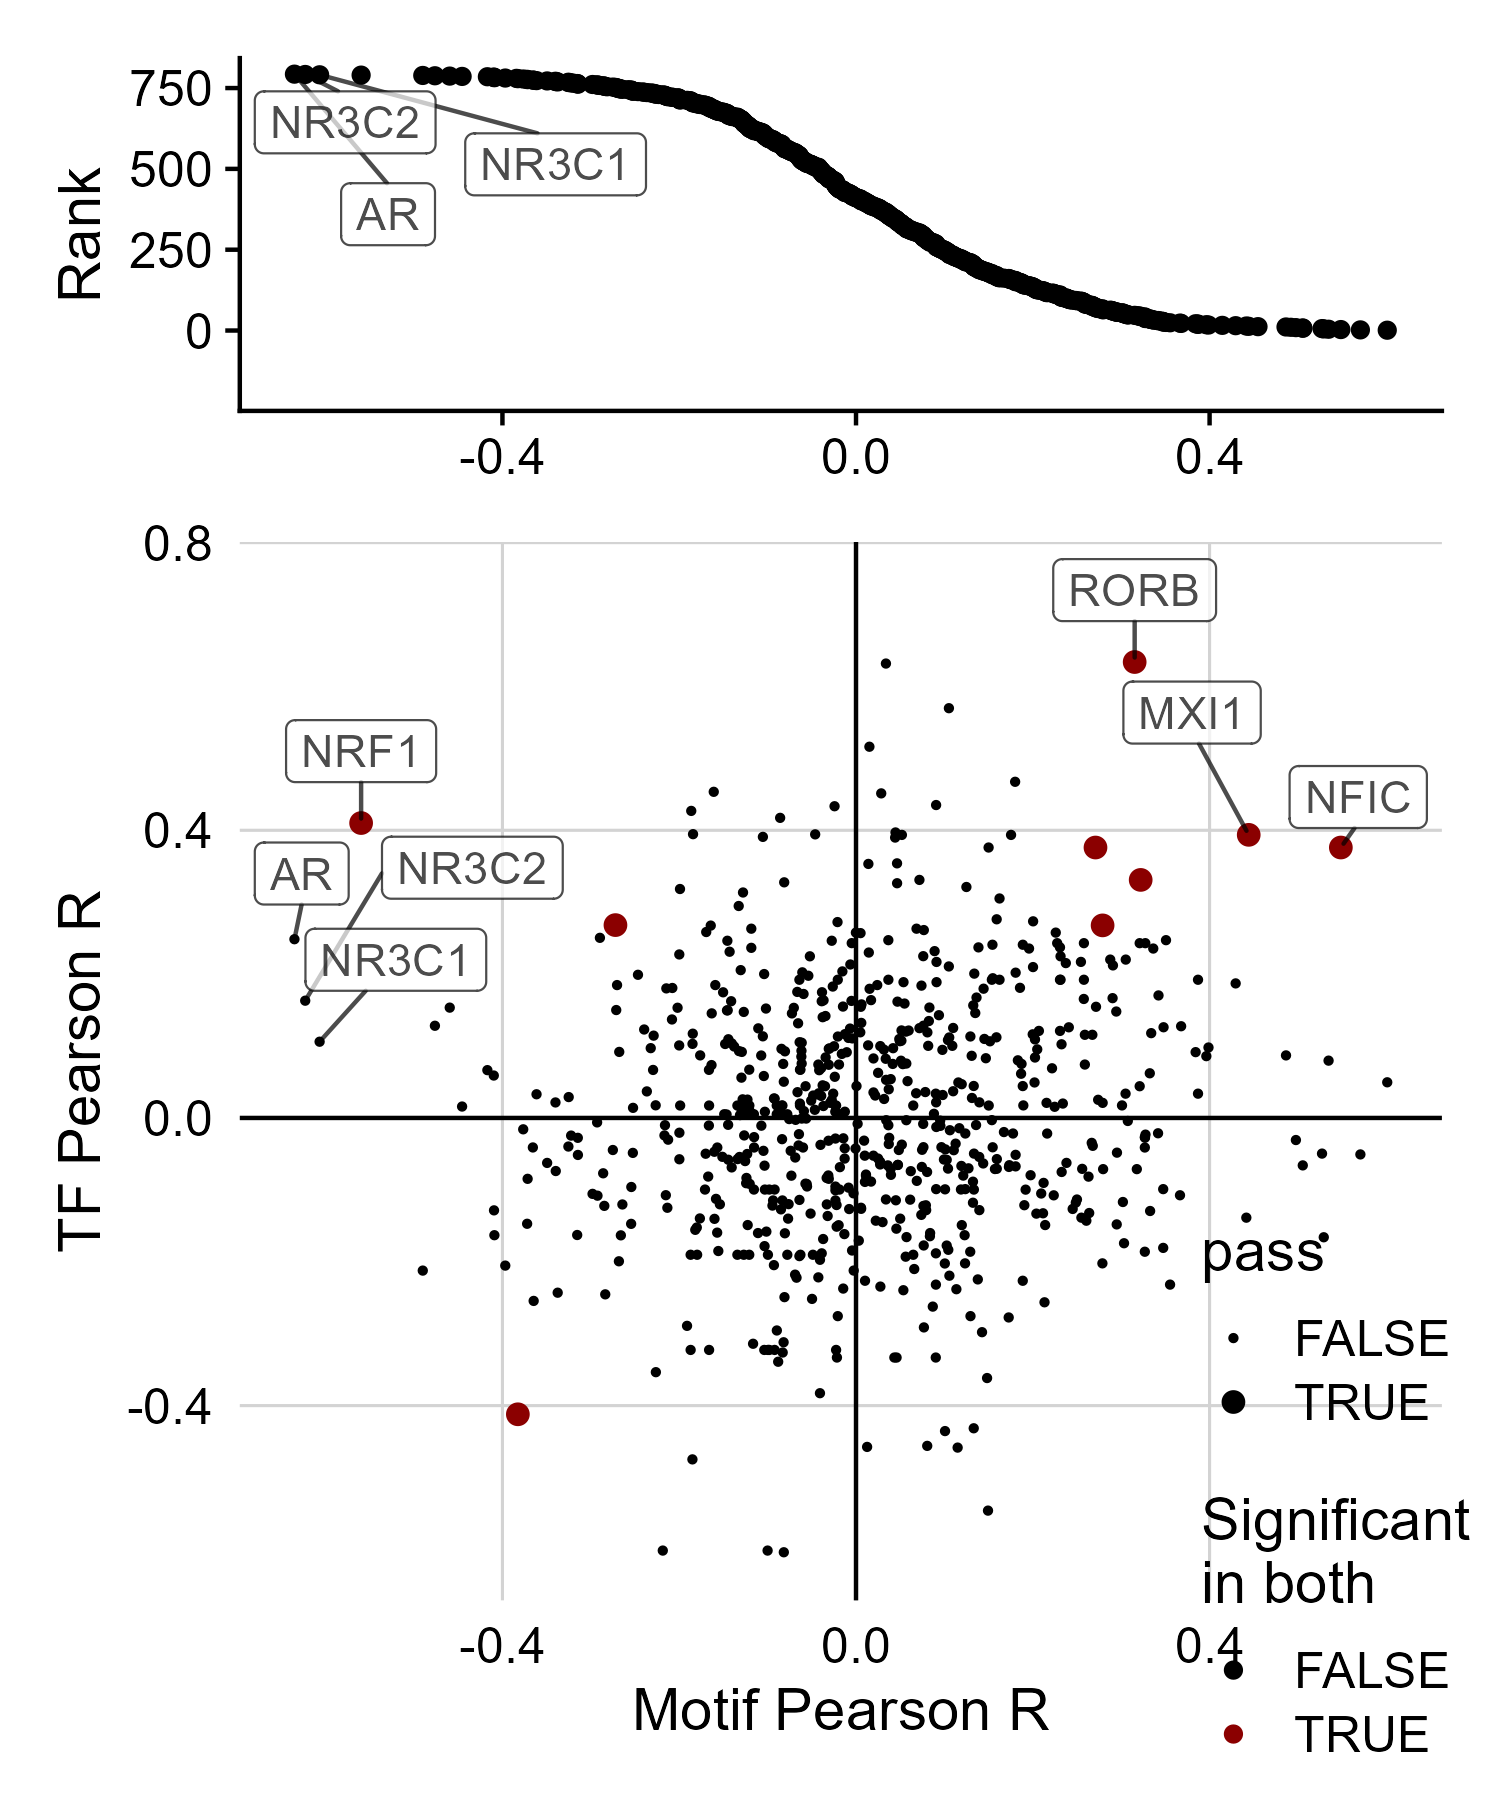 Rank
750
500
250
0
NR3C2
NR3C1
AR
-0.4
0.0
0.4
TF Pearson R
0.8
0.4
0.0
-0.4
RORB
MXI1
NFIC
NRF1
AR
NR3C2
NR3C1
pass
FALSE
TRUE
Significant
in both
FALSE
TRUE
-0.4
0.0
0.4
Motif Pearson R